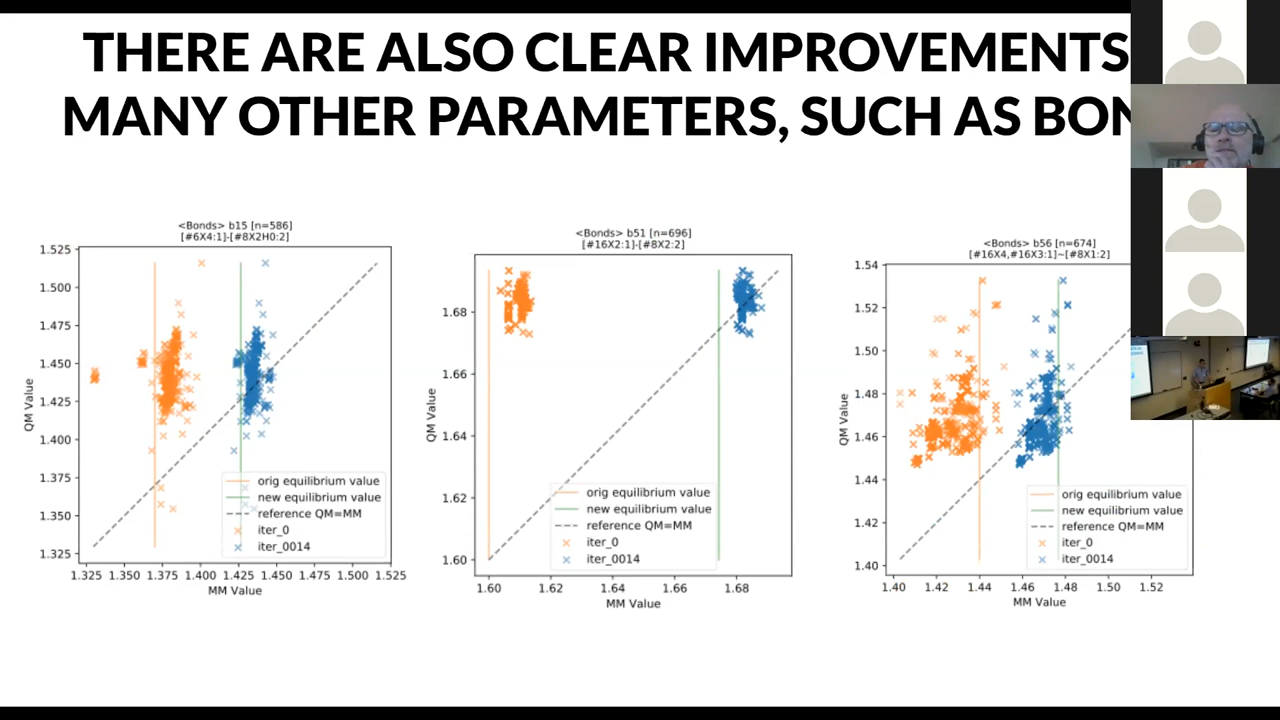 THERE ARE ALSO CLEAR IMPROVEMENTS
MANY OTHER PARAMETERS, SUCH AS BON
<Bonds> b15 [n=586]
[#6X4:1]-[#8X2H0:2]
QM Value
1.525
1.500
1.475
1.450
1.425
1.400
1.375
1.350
1.325
orig equilibrium value
new equilibrium value
reference QM=MM
iter_0
iter_0014
1.325 1.350 1.375 1.400 1.425 1.450 1.475 1.500 1.525
MM Value
<Bonds> b51 [n=696]
[#16X2:1]-[#8X2:2]
QM Value
1.68
1.66
1.64
1.62
1.60
orig equilibrium value
new equilibrium value
reference QM=MM
iter_0
iter_0014
1.60 1.62 1.64 1.66 1.68
MM Value
<Bonds> b56 [n=674]
[#16X4,#16X3:1]~[#8X1:2]
QM Value
1.54
1.52
1.50
1.48
1.46
1.44
1.42
1.40
orig equilibrium value
new equilibrium value
reference QM=MM
iter_0
iter_0014
1.40 1.42 1.44 1.46 1.48 1.50 1.52
MM Value